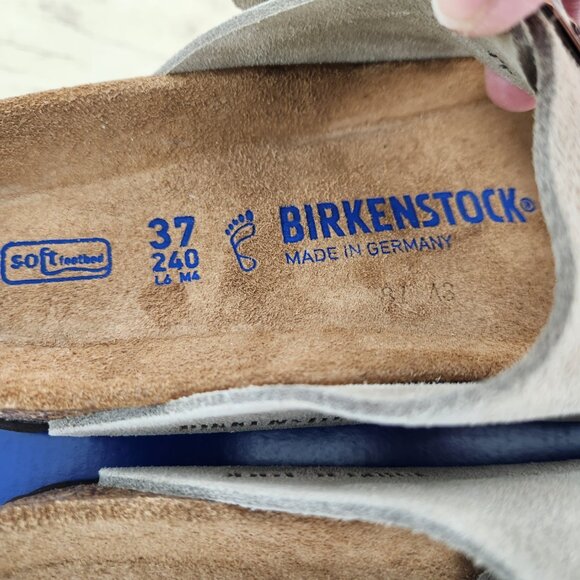 soft footbed
37
240
L6 M4
BIRKENSTOCK®
MADE IN GERMANY